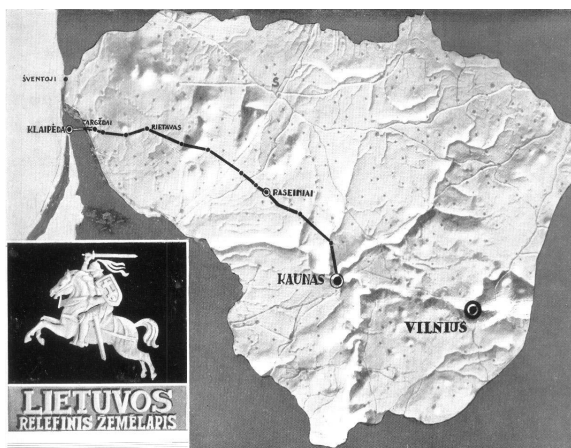 ŠVENTOJI
KLAIPĖDA
GARGŽDAI
RIETAVAS
Š
RASEINIAI
KAUNAS
VILNIUS
LIETUVOS
RELEFINIS ŽEMĖLAPIS